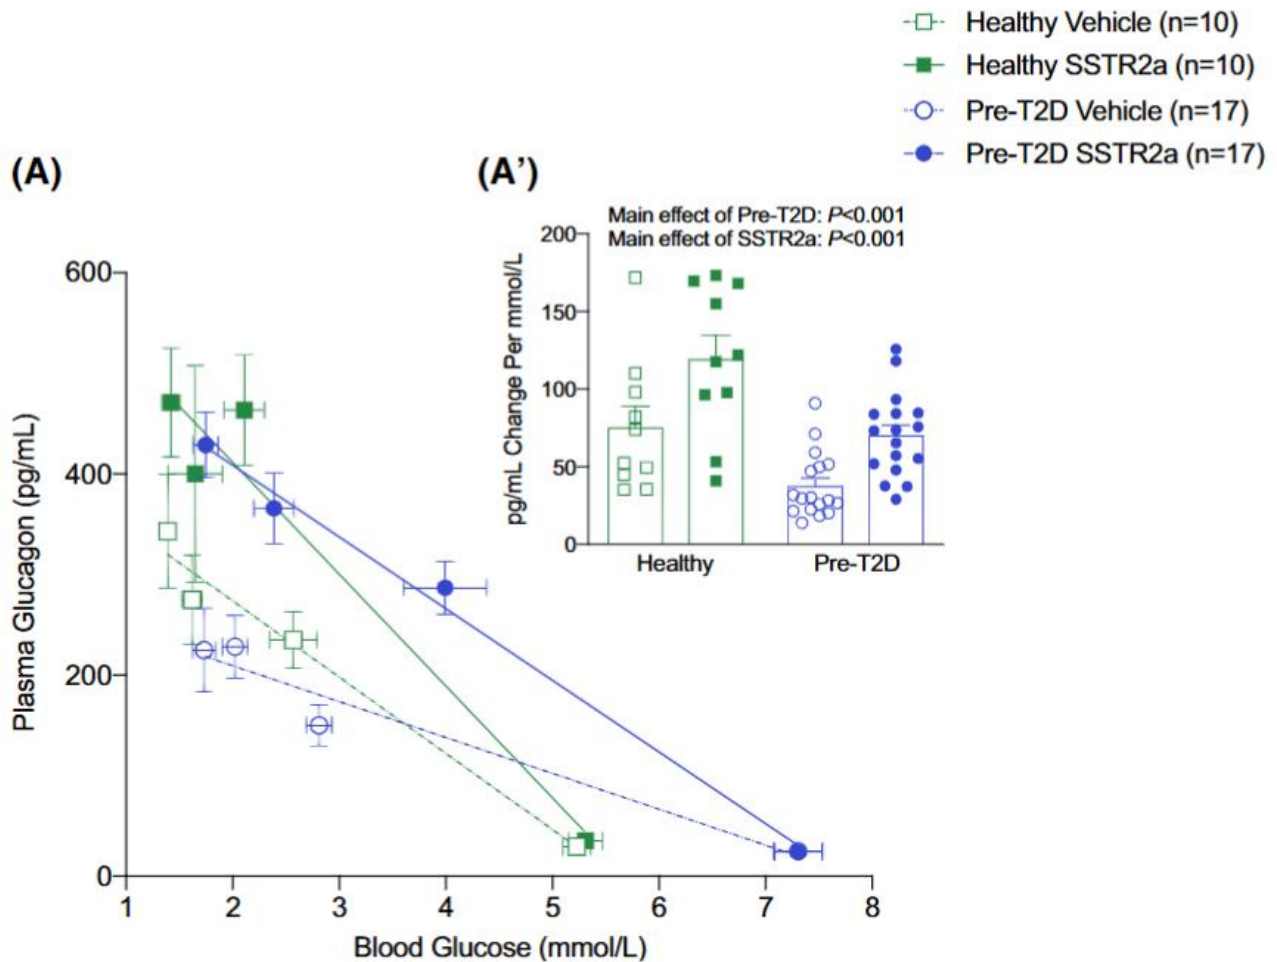 Healthy Vehicle (n=10)
Healthy SSTR2a (n=10)
Pre-T2D Vehicle (n=17)
Pre-T2D SSTR2a (n=17)
(A)
(A')
Main effect of Pre-T2D: P<0.001
Main effect of SSTR2a: P<0.001
pg/mL Change Per mmol/L
200
150
100
50
0
Healthy
Pre-T2D
Plasma Glucagon (pg/mL)
600
400
200
0
1 2 3 4 5 6 7 8
Blood Glucose (mmol/L)